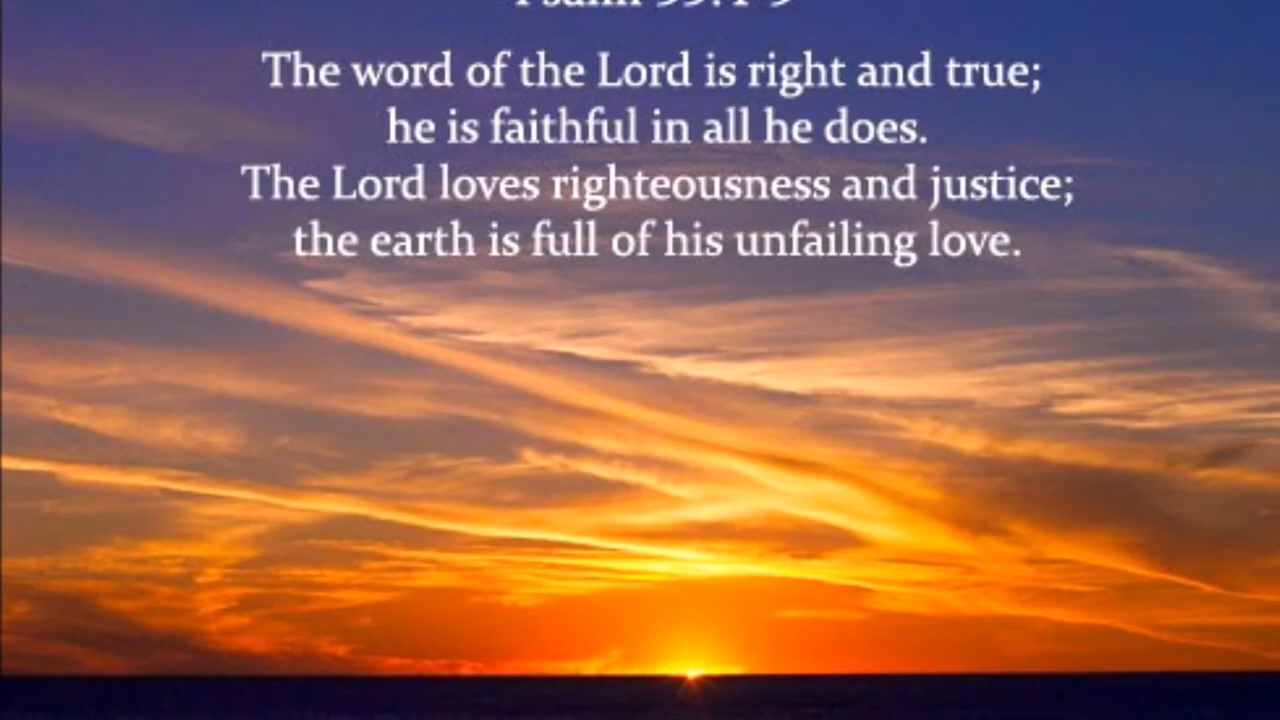 The word of the Lord is right and true;
he is faithful in all he does.
The Lord loves righteousness and justice;
the earth is full of his unfailing love.